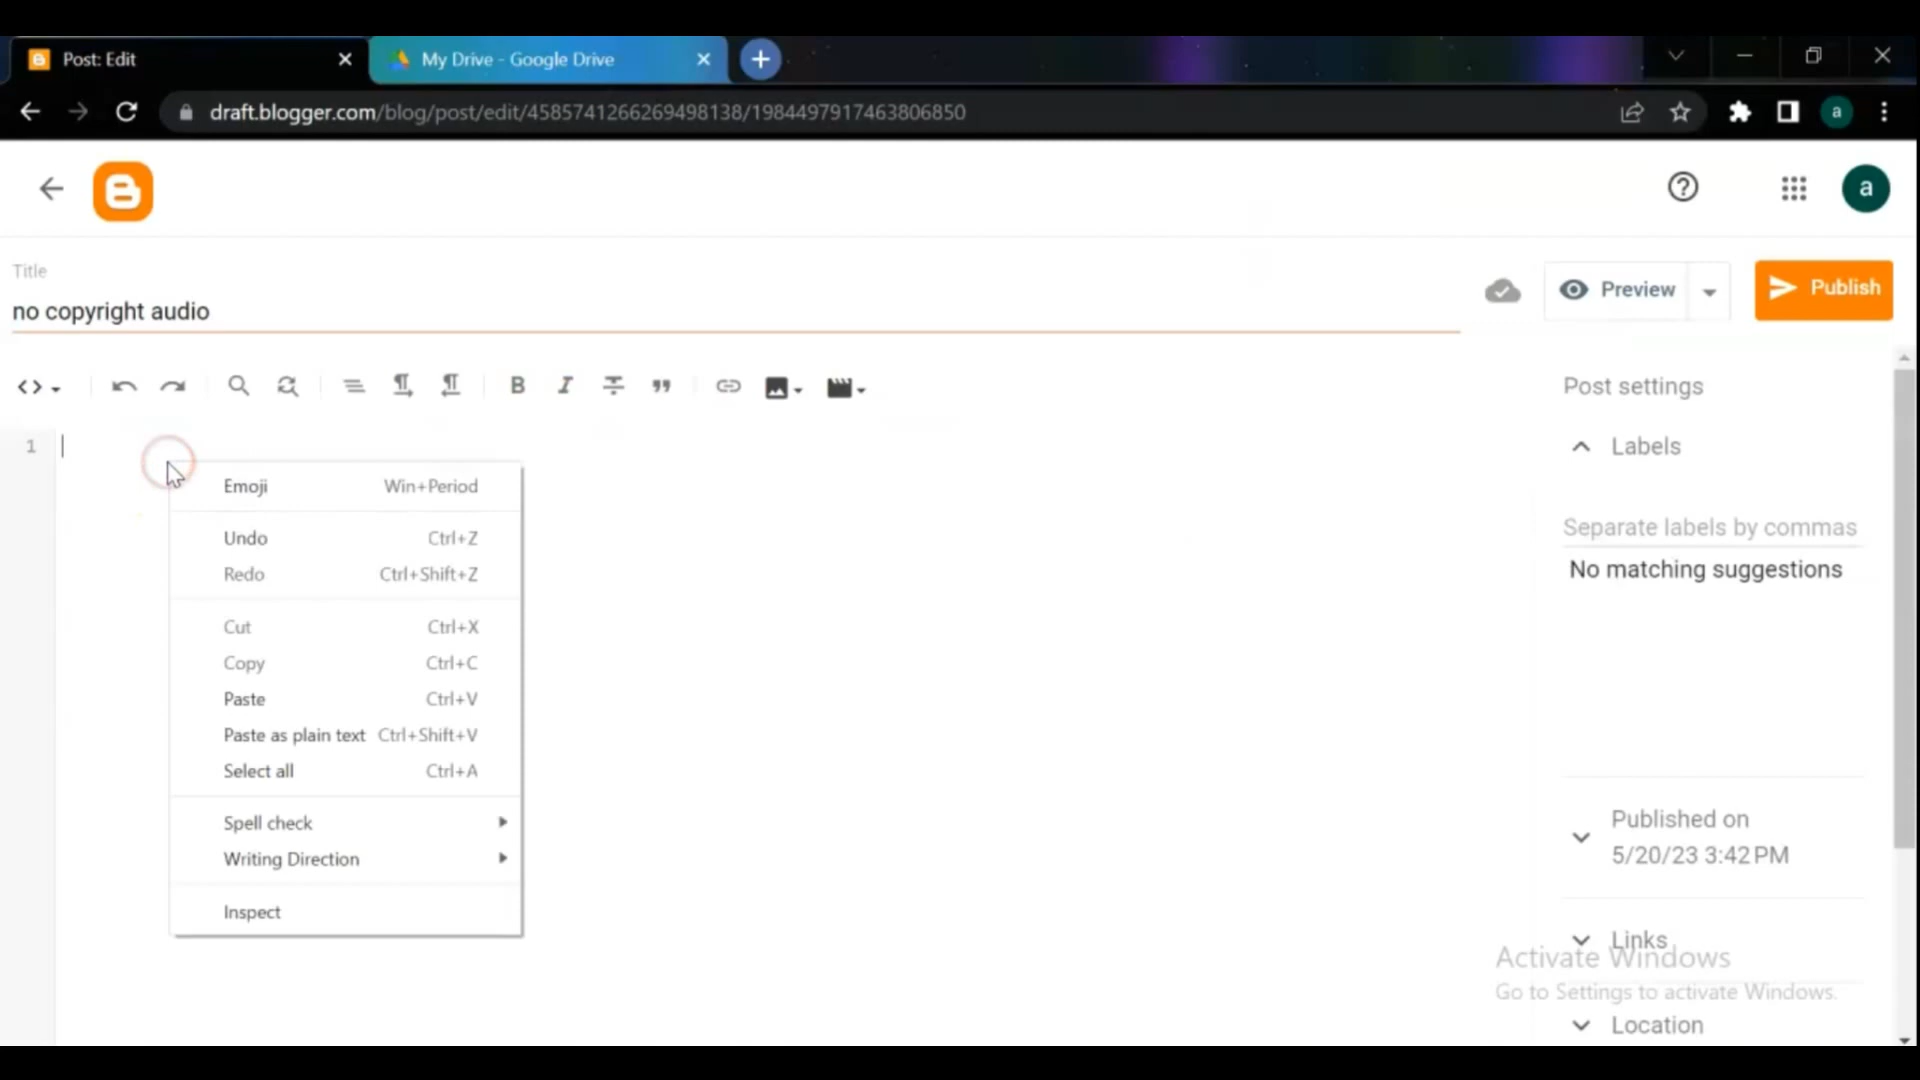 Post: Edit
My Drive - Google Drive
draft.blogger.com/blog/post/edit/4585741266269498138/1984497917463806850
a
a
Title
no copyright audio
Preview
Publish
B
I
1
Emoji Win+Period
Undo Ctrl+Z
Redo Ctrl+Shift+Z
Cut Ctrl+X
Copy Ctrl+C
Paste Ctrl+V
Paste as plain text Ctrl+Shift+V
Select all Ctrl+A
Spell check
Writing Direction
Inspect
Post settings
Labels
Separate labels by commas
No matching suggestions
Published on
5/20/23 3:42 PM
Links
Activate Windows
Go to Settings to activate Windows.
Location